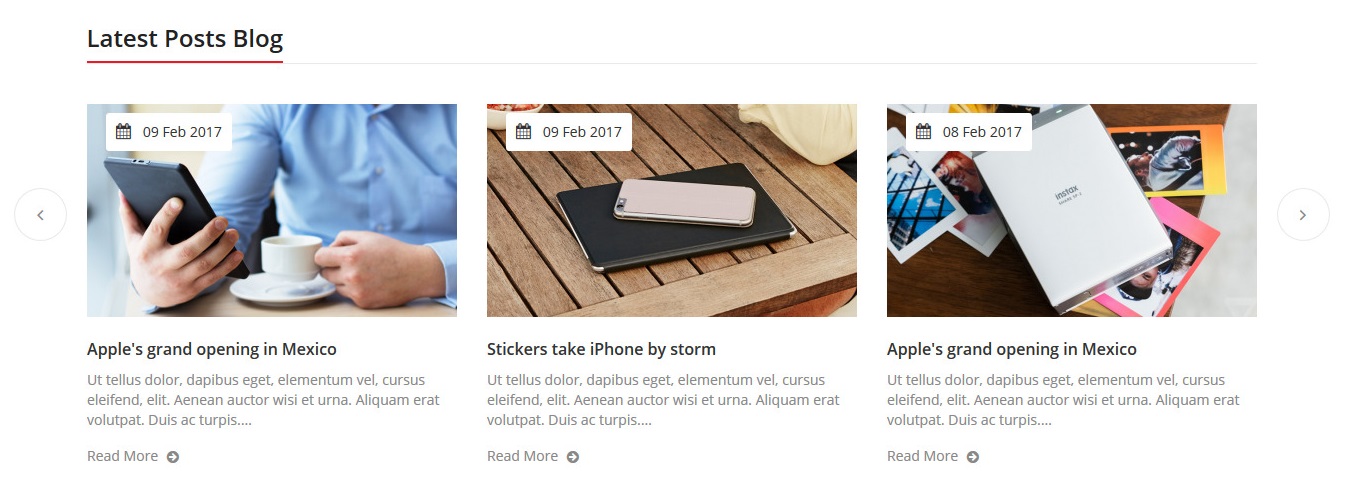 Latest Posts Blog
09 Feb 2017
09 Feb 2017
08 Feb 2017
instax
Apple's grand opening in Mexico
Ut tellus dolor, dapibus eget, elementum vel, cursus
eleifend, elit. Aenean auctor wisi et urna. Aliquam erat
volutpat. Duis ac turpis....
Read More
Stickers take iPhone by storm
Ut tellus dolor, dapibus eget, elementum vel, cursus
eleifend, elit. Aenean auctor wisi et urna. Aliquam erat
volutpat. Duis ac turpis....
Read More
Apple's grand opening in Mexico
Ut tellus dolor, dapibus eget, elementum vel, cursus
eleifend, elit. Aenean auctor wisi et urna. Aliquam erat
volutpat. Duis ac turpis....
Read More